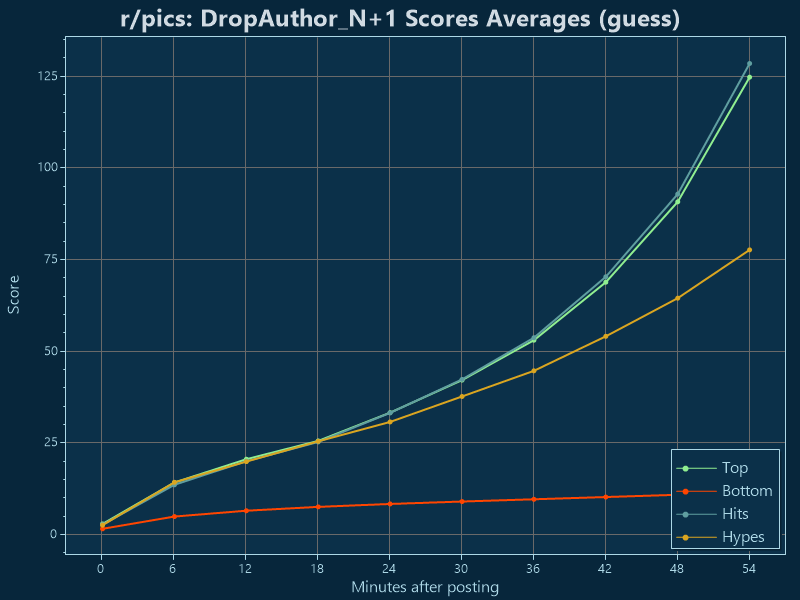 r/pics: DropAuthor_N+1 Scores Averages (guess)
125
100
75
50
25
0
Score
Top
Bottom
Hits
Hypes
0 6 12 18 24 30 36 42 48 54
Minutes after posting